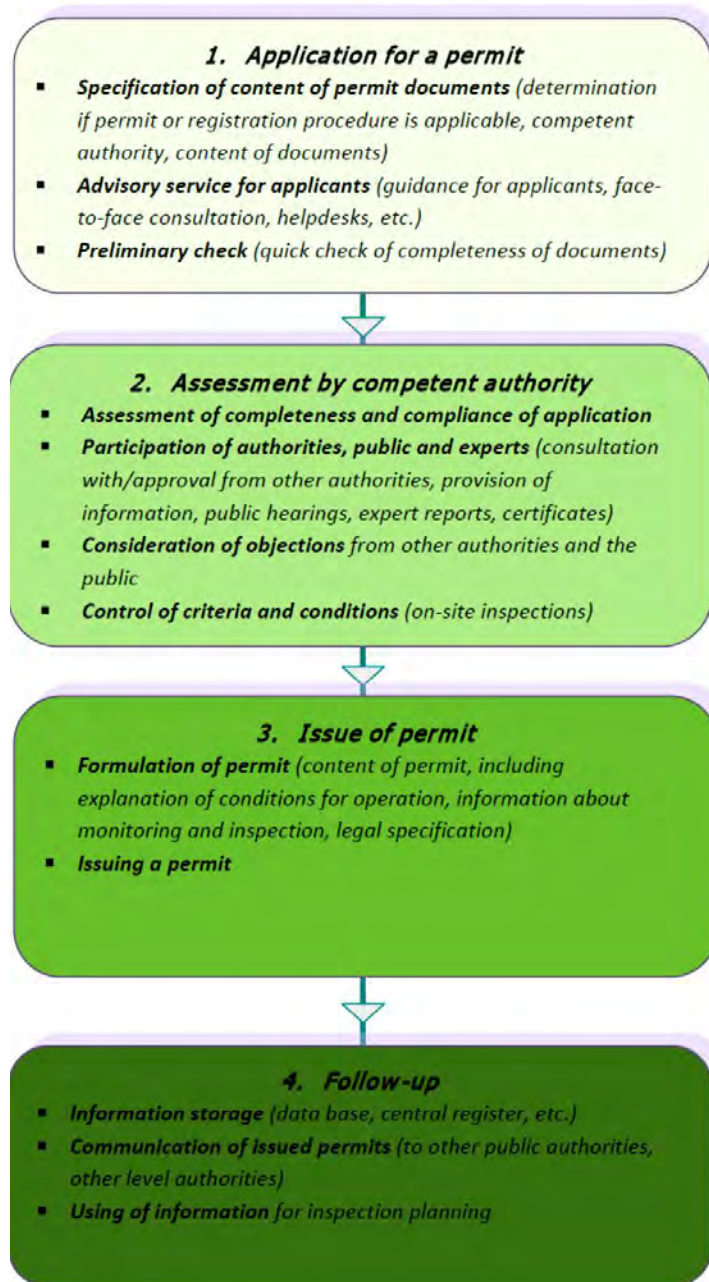 1. Application for a permit
▪ Specification of content of permit documents (determination
if permit or registration procedure is applicable, competent
authority, content of documents)
▪ Advisory service for applicants (guidance for applicants, face-
to-face consultation, helpdesks, etc.)
▪ Preliminary check (quick check of completeness of documents)
2. Assessment by competent authority
▪ Assessment of completeness and compliance of application
▪ Participation of authorities, public and experts (consultation
with/approval from other authorities, provision of
information, public hearings, expert reports, certificates)
▪ Consideration of objections from other authorities and the
public
▪ Control of criteria and conditions (on-site inspections)
3. Issue of permit
▪ Formulation of permit (content of permit, including
explanation of conditions for operation, information about
monitoring and inspection, legal specification)
▪ Issuing a permit
4. Follow-up
▪ Information storage (data base, central register, etc.)
▪ Communication of issued permits (to other public authorities,
other level authorities)
▪ Using of information for inspection planning